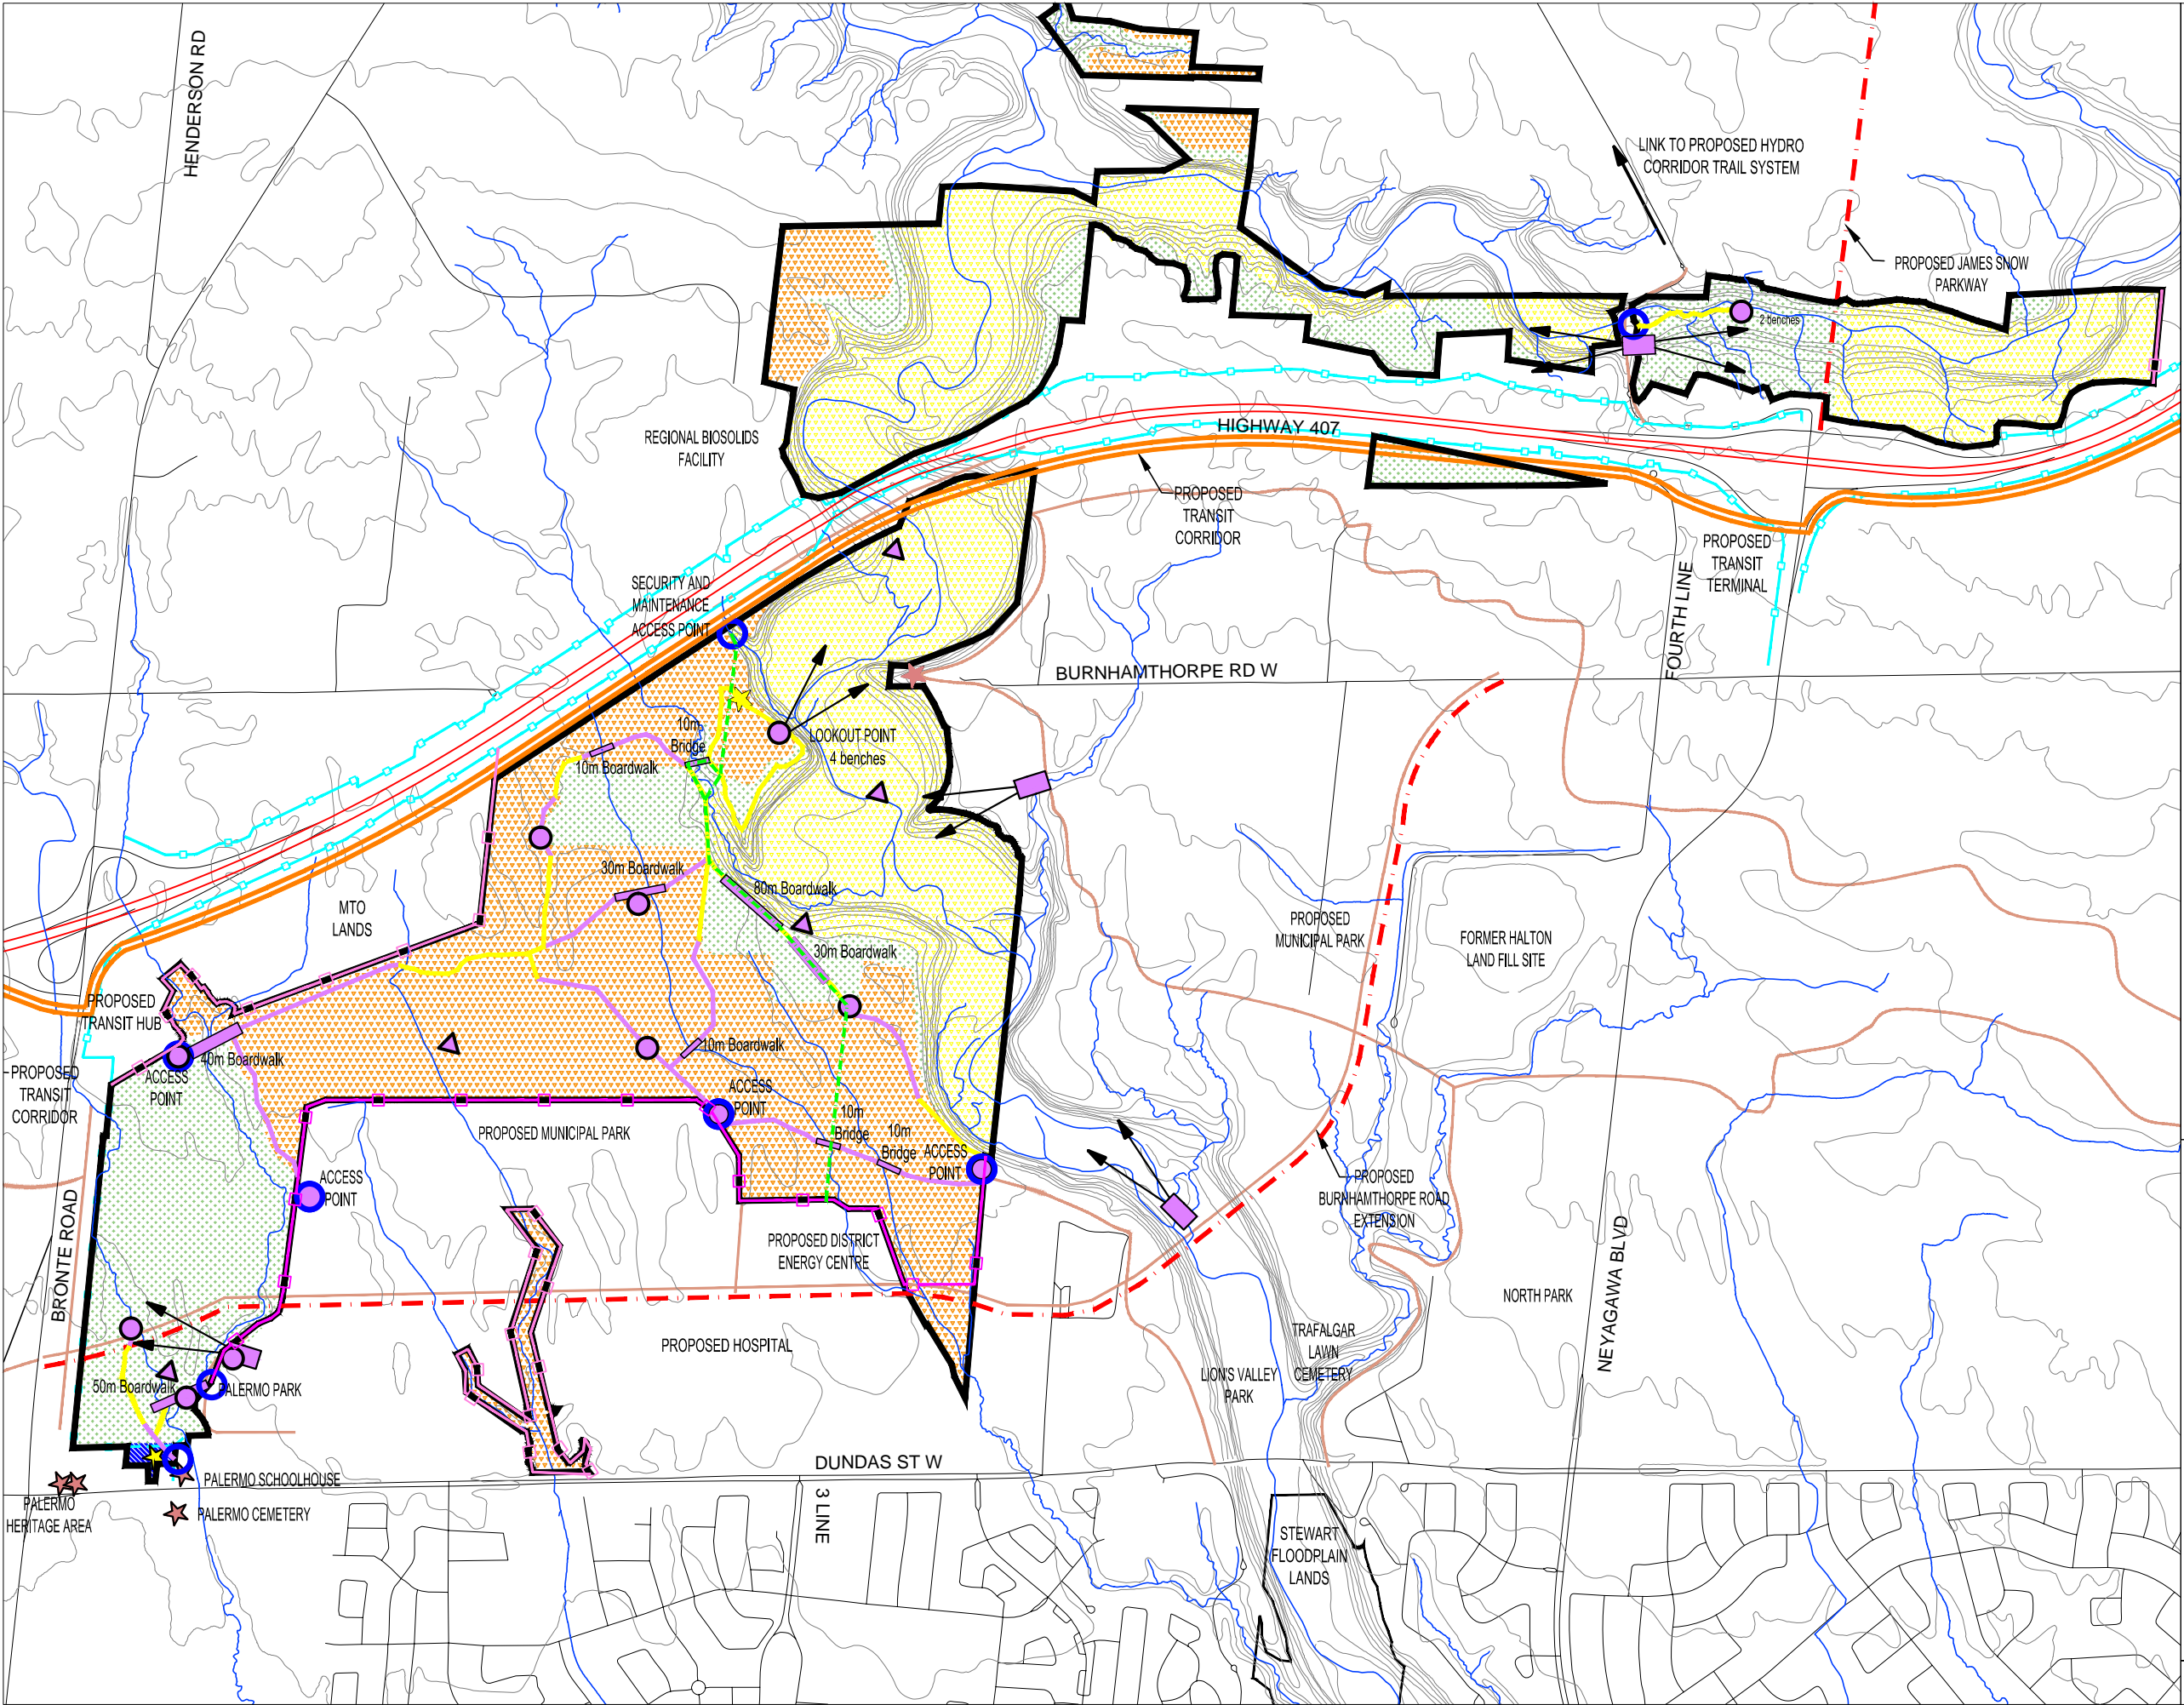 HENDERSON RD
LINK TO PROPOSED HYDRO
CORRIDOR TRAIL SYSTEM
PROPOSED JAMES SNOW
PARKWAY
2 benches
HIGHWAY 407
REGIONAL BIOSOLIDS
FACILITY
PROPOSED
TRANSIT
CORRIDOR
PROPOSED
TRANSIT
TERMINAL
SECURITY AND
MAINTENANCE
ACCESS POINT
FOURTH LINE
BURNHAMTHORPE RD W
10m
Bridge
LOOKOUT POINT
4 benches
10m Boardwalk
30m Boardwalk
80m Boardwalk
MTO
LANDS
30m Boardwalk
PROPOSED
MUNICIPAL PARK
FORMER HALTON
LAND FILL SITE
PROPOSED
TRANSIT HUB
40m Boardwalk
10m Boardwalk
PROPOSED
TRANSIT
CORRIDOR
ACCESS
POINT
ACCESS
POINT
10m
Bridge
PROPOSED MUNICIPAL PARK
10m
Bridge
ACCESS
POINT
ACCESS
POINT
PROPOSED
BURNHAMTHORPE ROAD
EXTENSION
BRONTE ROAD
PROPOSED DISTRICT
ENERGY CENTRE
NEYAGAWA BLVD
NORTH PARK
PROPOSED HOSPITAL
TRAFALGAR
LAWN
CEMETERY
LION'S VALLEY
PARK
50m Boardwalk
PALERMO PARK
DUNDAS ST W
PALERMO SCHOOLHOUSE
PALERMO
HERITAGE AREA
PALERMO CEMETERY
3 LINE
STEWART
FLOODPLAIN
LANDS